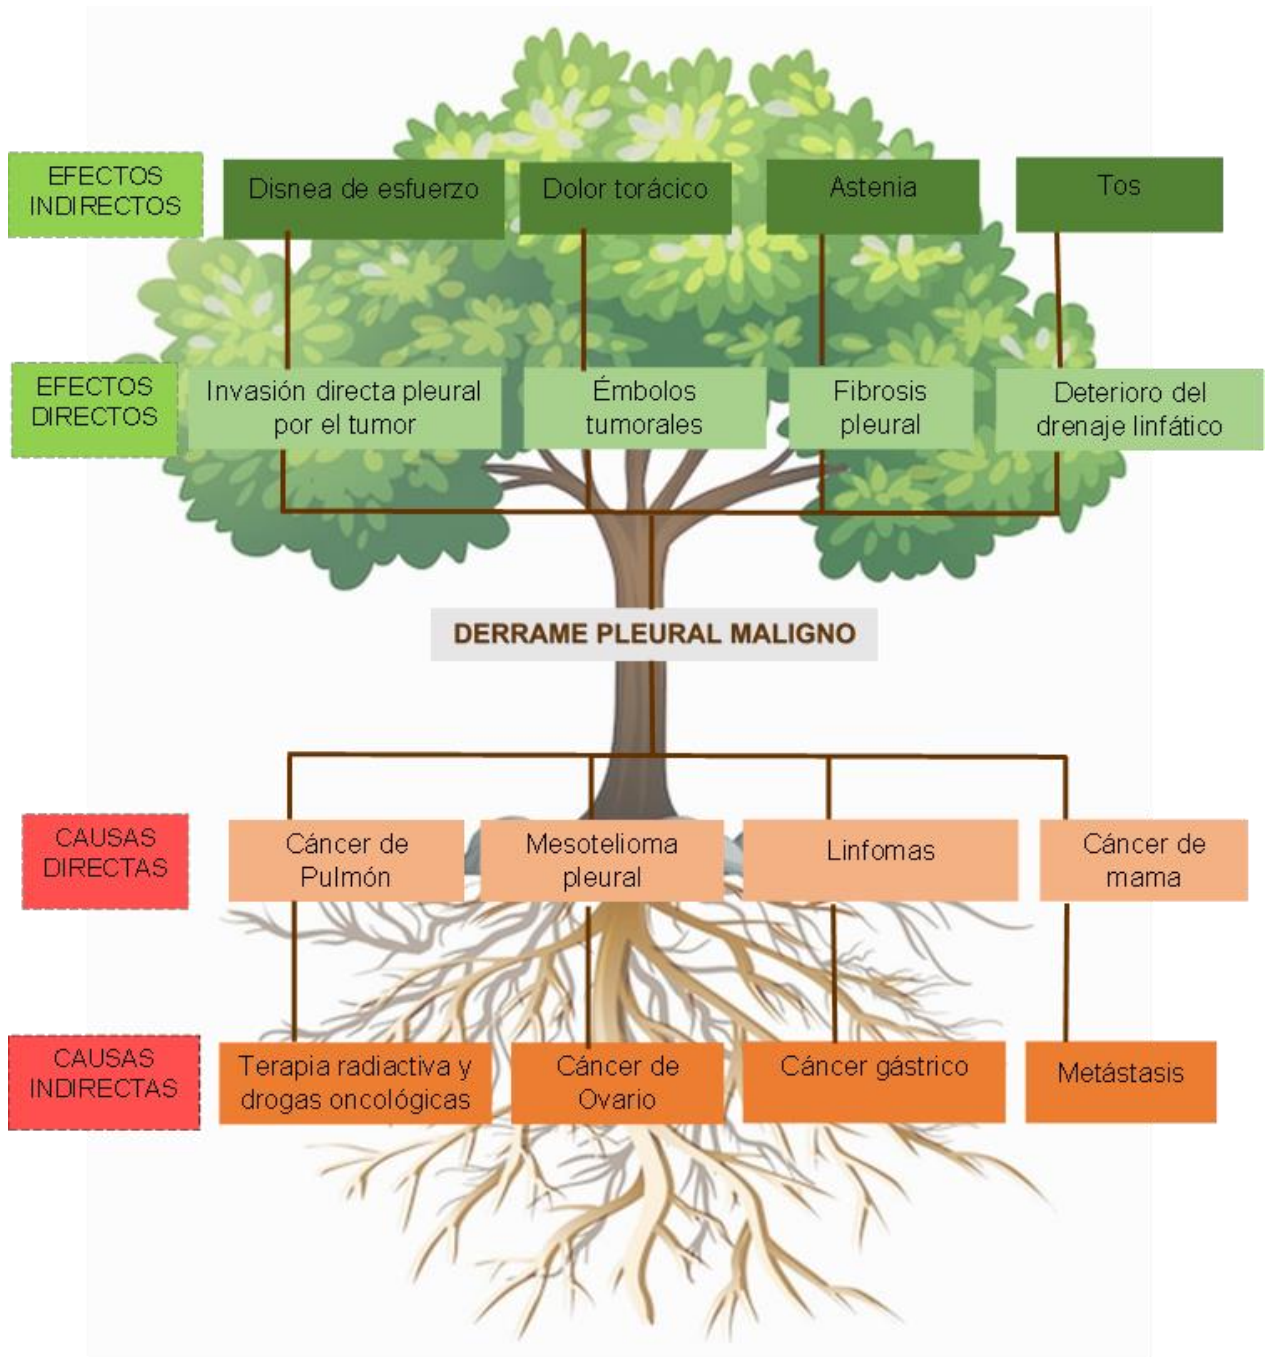 EFECTOS
INDIRECTOS
Disnea de esfuerzo
Dolor torácico
Astenia
Tos
EFECTOS
DIRECTOS
Invasión directa pleural
por el tumor
Émbolos
tumorales
Fibrosis
pleural
Deterioro del
drenaje linfático
DERRAME PLEURAL MALIGNO
CAUSAS
DIRECTAS
Cáncer de
Pulmón
Mesotelioma
pleural
Linfomas
Cáncer de
mama
CAUSAS
INDIRECTAS
Terapia radiactiva y
drogas oncológicas
Cáncer de
Ovario
Cáncer gástrico
Metástasis